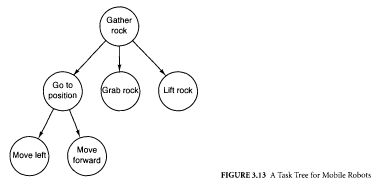 Gather
rock
Go to
position
Grab rock
Lift rock
Move left
Move
forward
FIGURE 3.13 A Task Tree for Mobile Robots